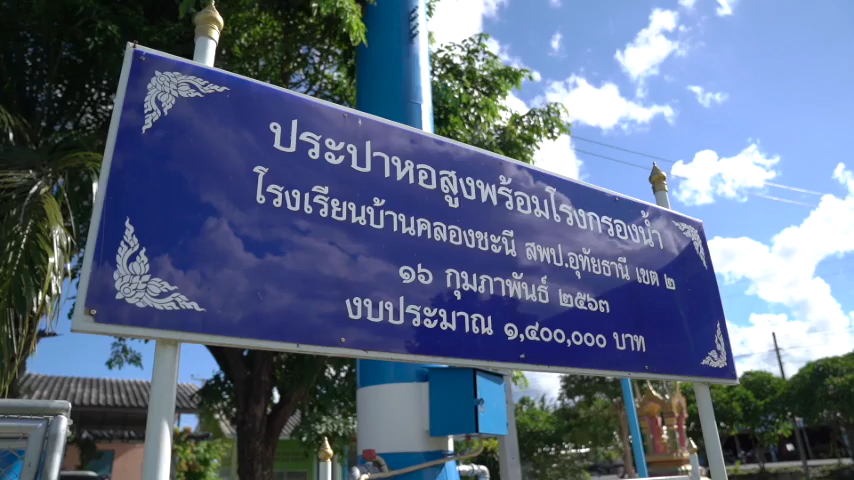 ประปาหอสูงพร้อมโรงกรองน้ำ
โรงเรียนบ้านคลองชะนี สพป.อุทัยธานี เขต ๒
๑๖ กุมภาพันธ์ ๒๕๖๓
งบประมาณ ๑,๔๐๐,๐๐๐ บาท